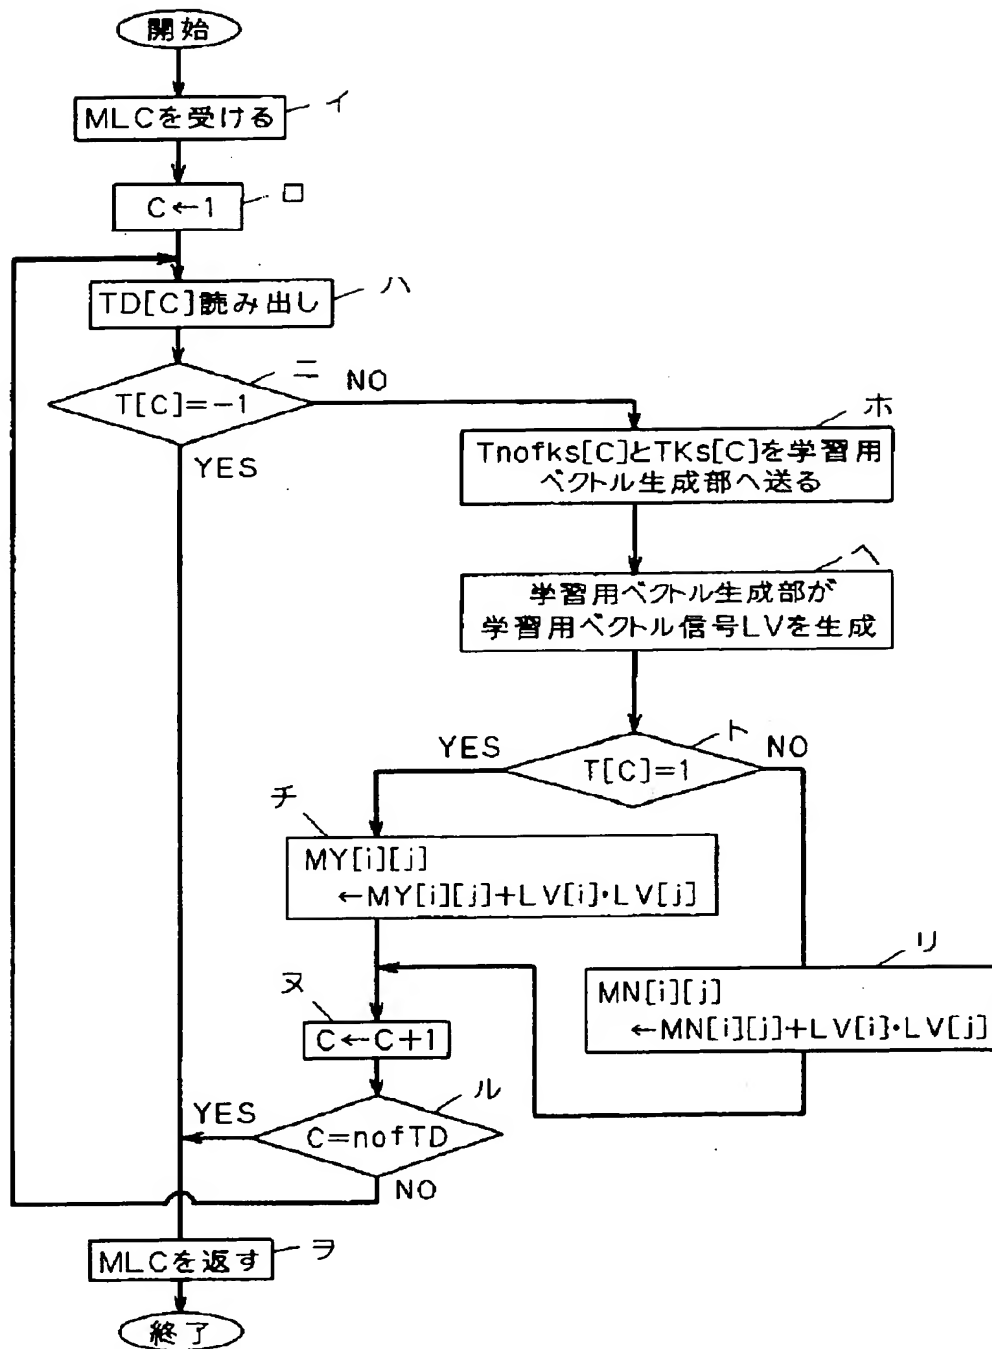 開始
MLCを受ける
イ
C←1
ロ
TD[C]読み出し
ハ
T[C]=-1
ニ
NO
YES
Tnofks[C]とTKs[C]を学習用
ベクトル生成部へ送る
ホ
学習用ベクトル生成部が
学習用ベクトル信号LVを生成
ヘ
T[C]=1
ト
YES
NO
チ
MY[i][j]
←MY[i][j]+LV[i]・LV[j]
リ
MN[i][j]
←MN[i][j]+LV[i]・LV[j]
ヌ
C←C+1
ル
C=nofTD
YES
NO
MLCを返す
ヲ
終了